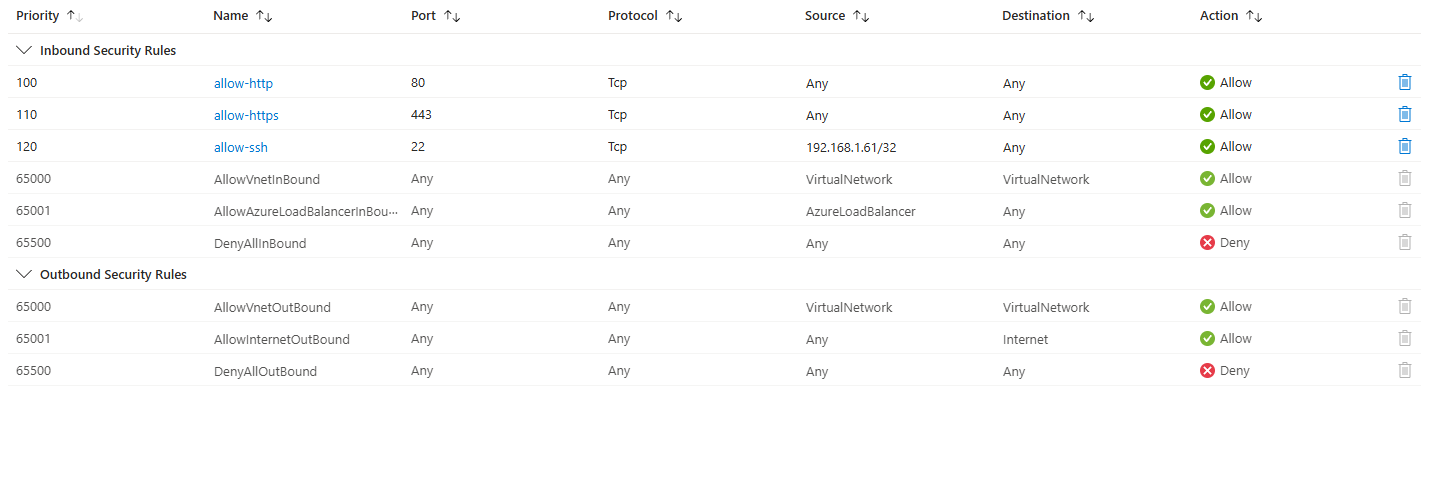 Priority Name Port Protocol Source Destination Action
Inbound Security Rules
100 allow-http 80 Tcp Any Any Allow
110 allow-https 443 Tcp Any Any Allow
120 allow-ssh 22 Tcp 192.168.1.61/32 Any Allow
65000 AllowVnetInBound Any Any VirtualNetwork VirtualNetwork Allow
65001 AllowAzureLoadBalancerInBou··· Any Any AzureLoadBalancer Any Allow
65500 DenyAllInBound Any Any Any Any Deny
Outbound Security Rules
65000 AllowVnetOutBound Any Any VirtualNetwork VirtualNetwork Allow
65001 AllowInternetOutBound Any Any Any Internet Allow
65500 DenyAllOutBound Any Any Any Any Deny